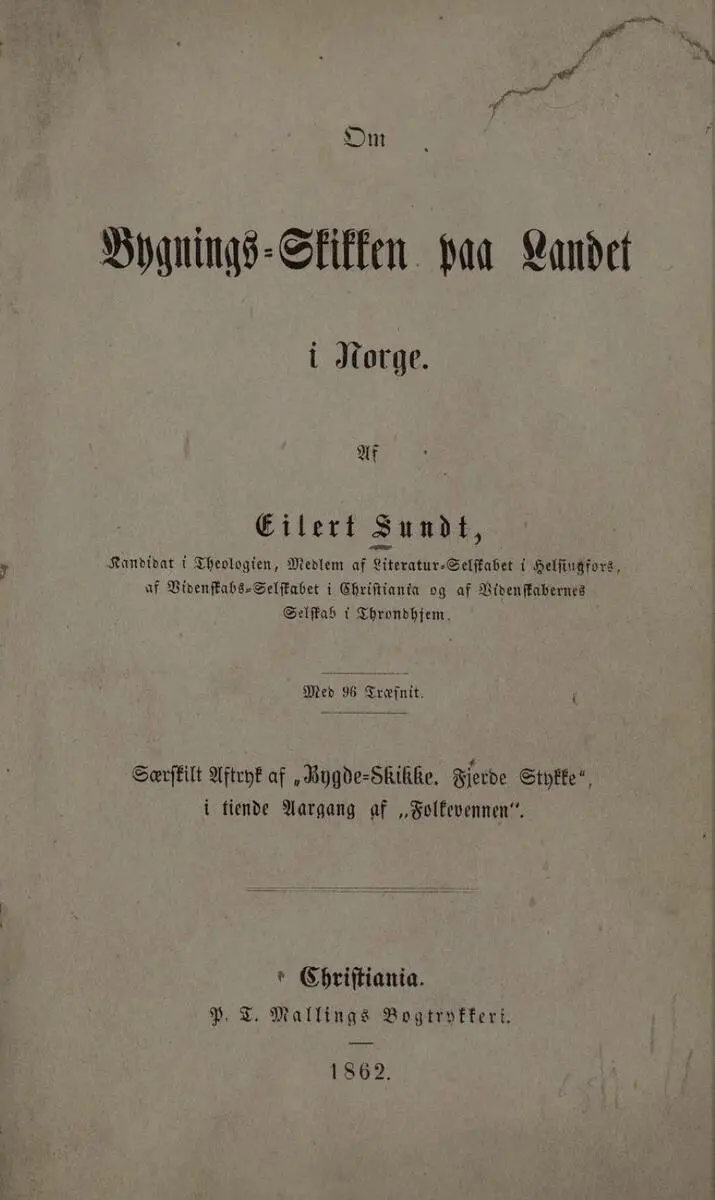 Om
Bygnings-Skikken paa Landet
i Norge.
Af
Eilert Sundt,
Kandidat i Theologien, Medlem af Literatur-Selskabet i Helsingfors,
af Videnskabs-Selskabet i Christiania og af Videnskabernes
Selskab i Throndhjem.
Med 96 Træsnit.
Særskilt Aftryk af „Bygde-Skikke. Fjerde Stykke“,
i tiende Aargang af „Folkevennen“.
Christiania.
P. T. Mallings Bogtrykkeri.
1862.